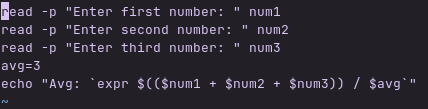 read -p "Enter first number: " num1
read -p "Enter second number: " num2
read -p "Enter third number: " num3
avg=3
echo "Avg: `expr $(($num1 + $num2 + $num3)) / $avg`"
~